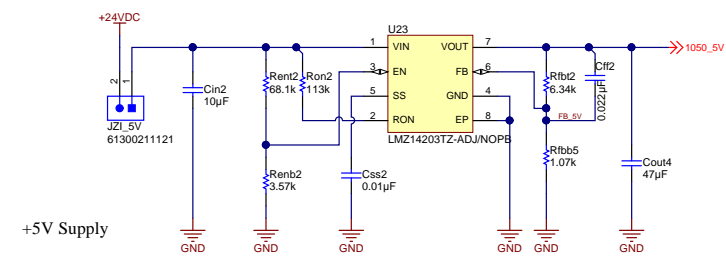 +24VDC
2
1
JZI_5V
61300211121
Cin2
10µF
Rent2
68.1k
Ron2
113k
Renb2
3.57k
Css2
0.01µF
U23
1
VIN
VOUT
7
3
EN
FB
6
5
SS
GND
4
2
RON
EP
8
LMZ14203TZ-ADJ/NOPB
Rfbt2
6.34k
Cff2
0.022µF
FB_5V
Rfbb5
1.07k
Cout4
47µF
1050_5V
+5V Supply
GND
GND
GND
GND
GND
GND